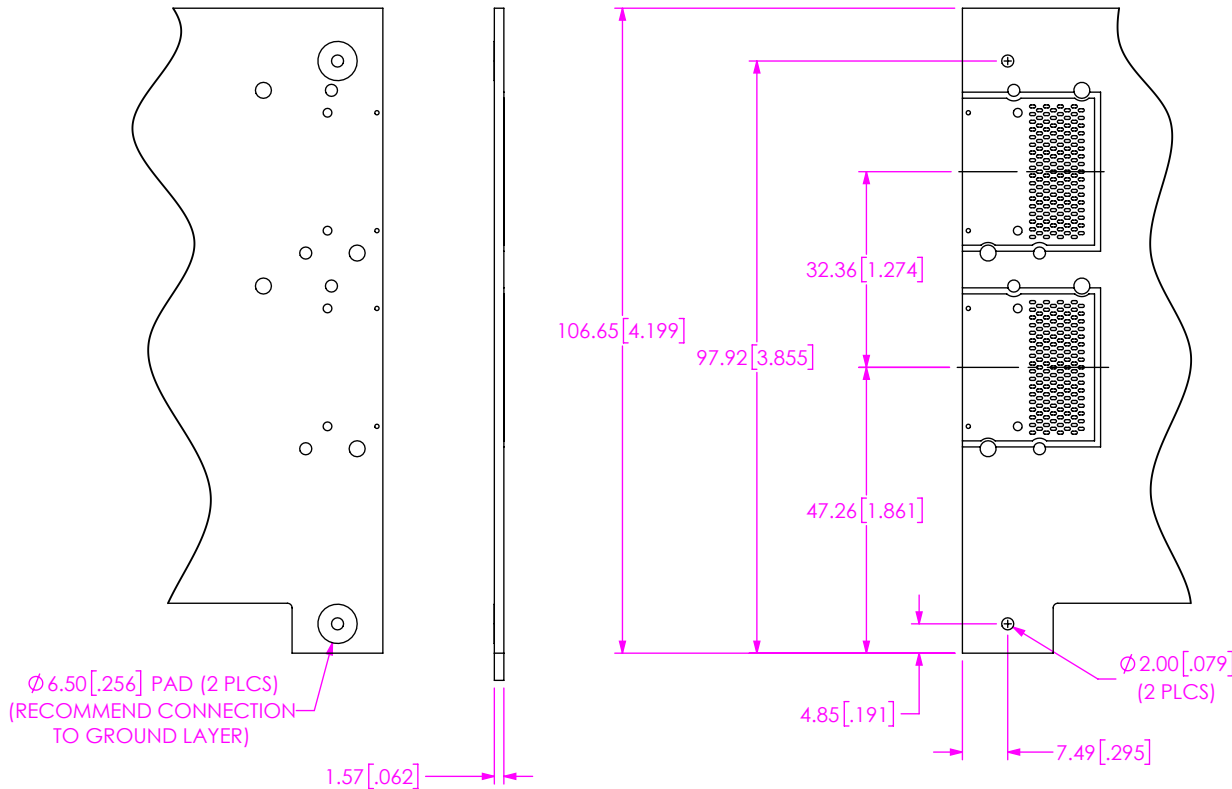 32.36[1.274]
106.65[4.199]
97.92[3.855]
47.26[1.861]
Ø6.50[.256] PAD (2 PLCS)
(RECOMMEND CONNECTION
TO GROUND LAYER)
Ø2.00[.079]
(2 PLCS)
4.85[.191]
7.49[.295]
1.57[.062]